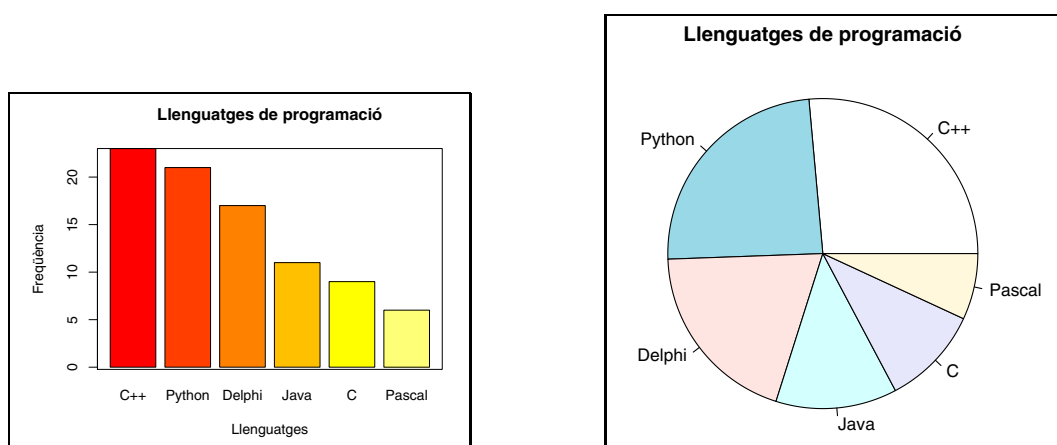 Llenguatges de programació
Freqüència
20
15
10
5
0
C++ Python Delphi Java C Pascal
Llenguatges
Llenguatges de programació
C++
Python
Pascal
Delphi
C
Java